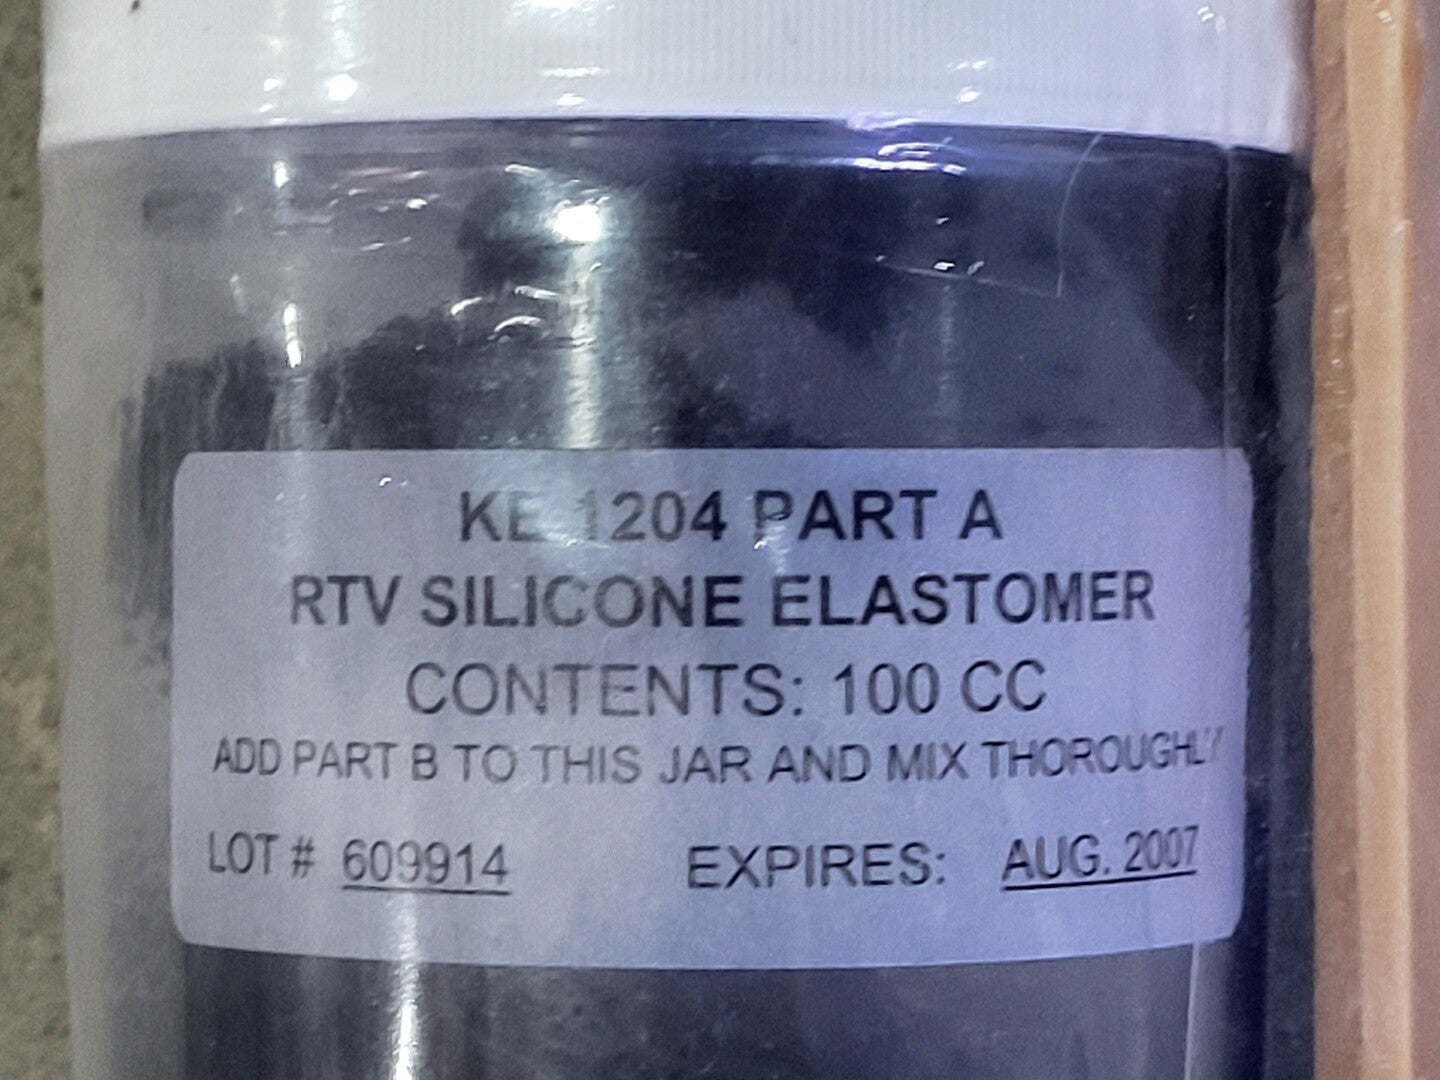 KE 1204 PART A
RTV SILICONE ELASTOMER
CONTENTS: 100 CC
ADD PART B TO THIS JAR AND MIX THOROUGHLY
LOT # 609914 EXPIRES: AUG. 2007